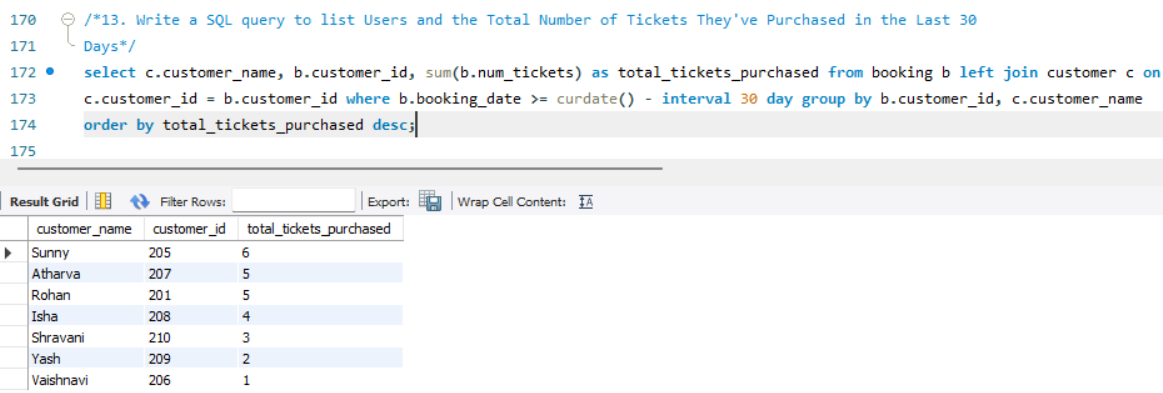 170 /*13. Write a SQL query to list Users and the Total Number of Tickets They've Purchased in the Last 30
171 Days*/
172 select c.customer_name, b.customer_id, sum(b.num_tickets) as total_tickets_purchased from booking b left join customer c on
173 c.customer_id = b.customer_id where b.booking_date >= curdate() - interval 30 day group by b.customer_id, c.customer_name
174 order by total_tickets_purchased desc;
175
Result Grid Filter Rows: Export: Wrap Cell Content: IA
customer_name customer_id total_tickets_purchased
Sunny 205 6
Atharva 207 5
Rohan 201 5
Isha 208 4
Shravani 210 3
Yash 209 2
Vaishnavi 206 1